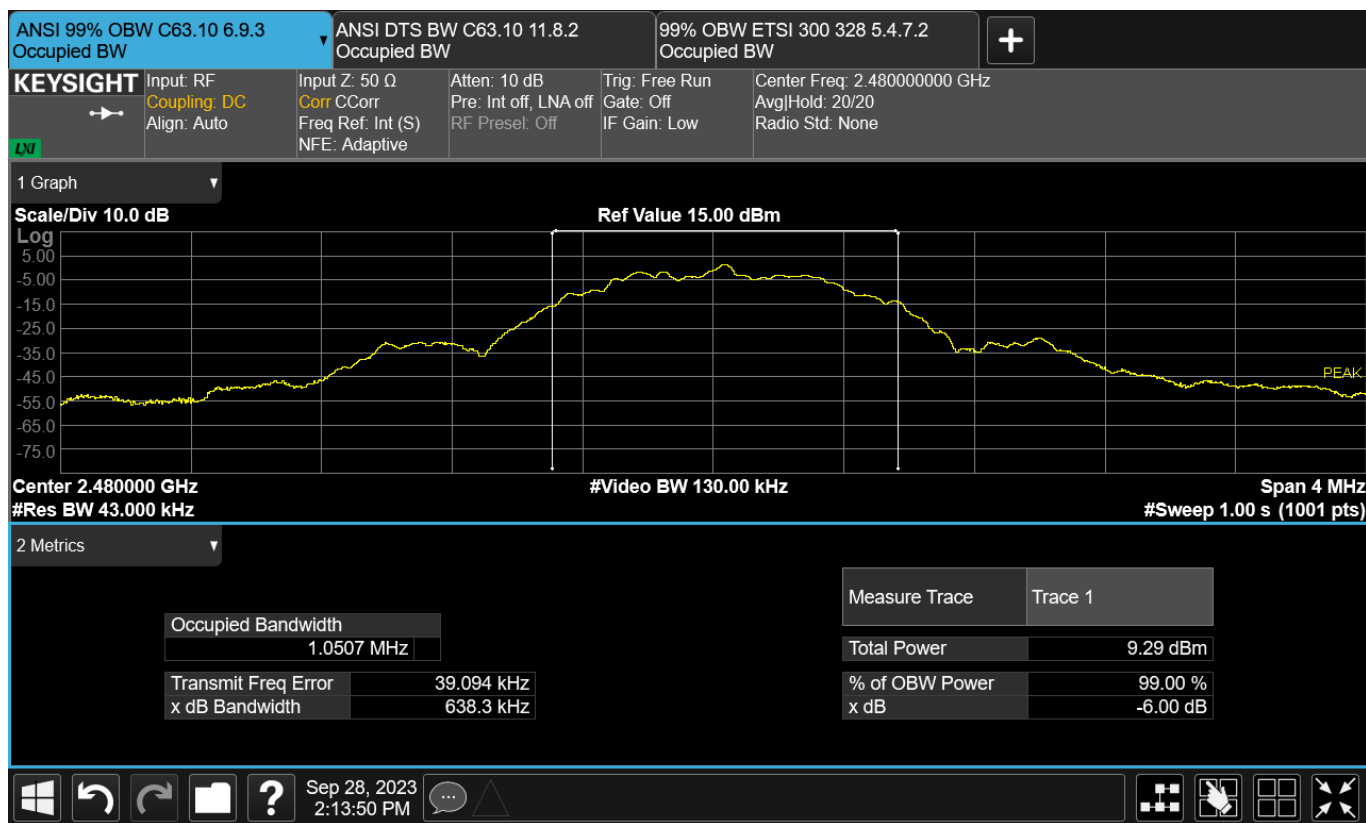 ANSI 99% OBW C63.10 6.9.3
Occupied BW
ANSI DTS BW C63.10 11.8.2
Occupied BW
99% OBW ETSI 300 328 5.4.7.2
Occupied BW
KEYSIGHT
LXI
Input: RF
Coupling: DC
Align: Auto
Input Z: 50 Ω
Corr CCorr
Freq Ref: Int (S)
NFE: Adaptive
Atten: 10 dB
Pre: Int off, LNA off
RF Presel: Off
Trig: Free Run
Gate: Off
IF Gain: Low
Center Freq: 2.480000000 GHz
Avg|Hold: 20/20
Radio Std: None
1 Graph
Scale/Div 10.0 dB
Ref Value 15.00 dBm
Log
5.00
-5.00
-15.0
-25.0
-35.0
-45.0
-55.0
-65.0
-75.0
PEAK
Center 2.480000 GHz
#Video BW 130.00 kHz
Span 4 MHz
#Res BW 43.000 kHz
#Sweep 1.00 s (1001 pts)
2 Metrics
Occupied Bandwidth
1.0507 MHz
Transmit Freq Error 39.094 kHz
x dB Bandwidth 638.3 kHz
Measure Trace Trace 1
Total Power 9.29 dBm
% of OBW Power 99.00 %
x dB -6.00 dB
?
Sep 28, 2023
2:13:50 PM